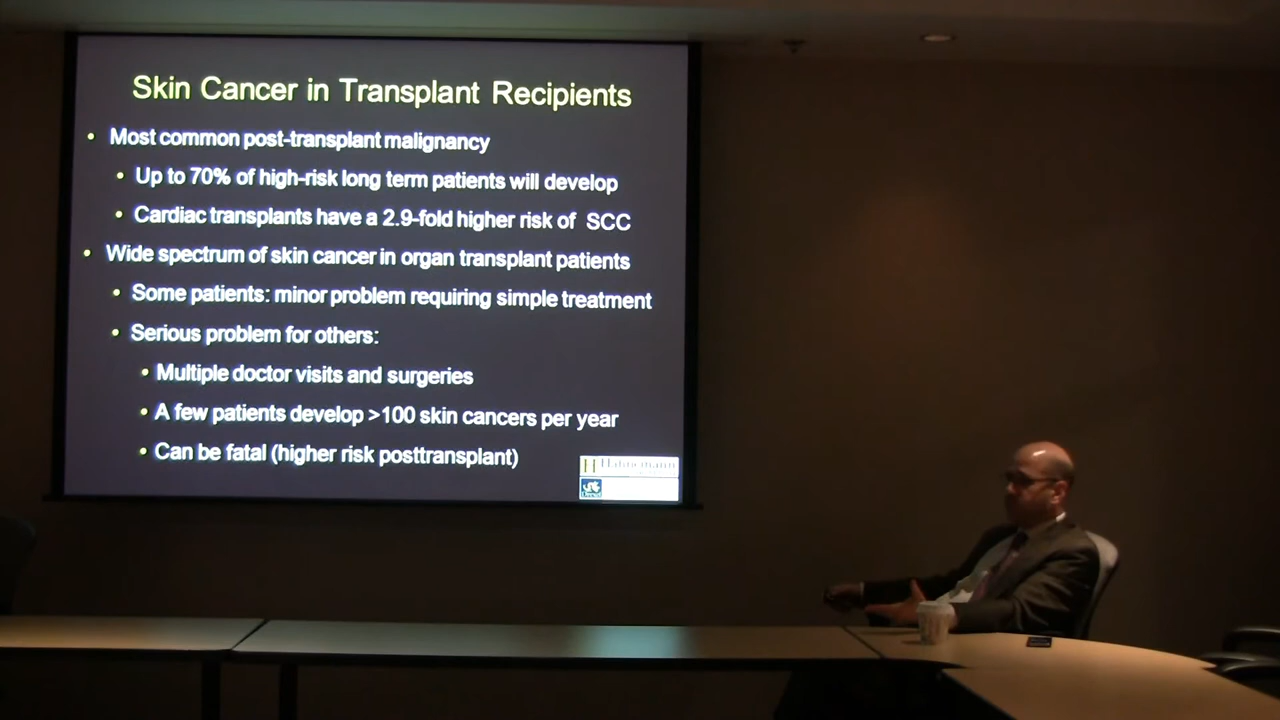 Skin Cancer in Transplant Recipients
• Most common post-transplant malignancy
• Up to 70% of high-risk long term patients will develop
• Cardiac transplants have a 2.9-fold higher risk of SCC
• Wide spectrum of skin cancer in organ transplant patients
• Some patients: minor problem requiring simple treatment
• Serious problem for others:
• Multiple doctor visits and surgeries
• A few patients develop >100 skin cancers per year
• Can be fatal (higher risk posttransplant)
H Hahnemann